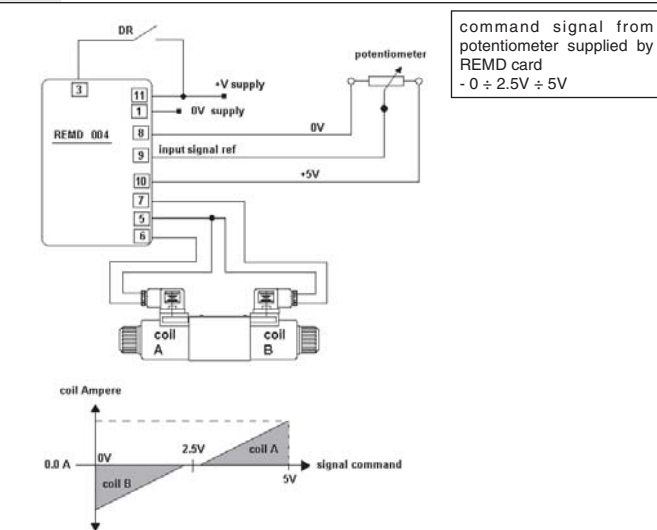 command signal from
potentiometer supplied by
REMD card
- 0 ÷ 2.5V ÷ 5V
DR
potentiometer
3
11
+V supply
1
0V supply
REMD 004
8
0V
9
input signal ref
10
+5V
7
5
6
coil
A
coil
B
coil Ampere
0.0 A
0V
2.5V
coil A
signal command
coil B
5V